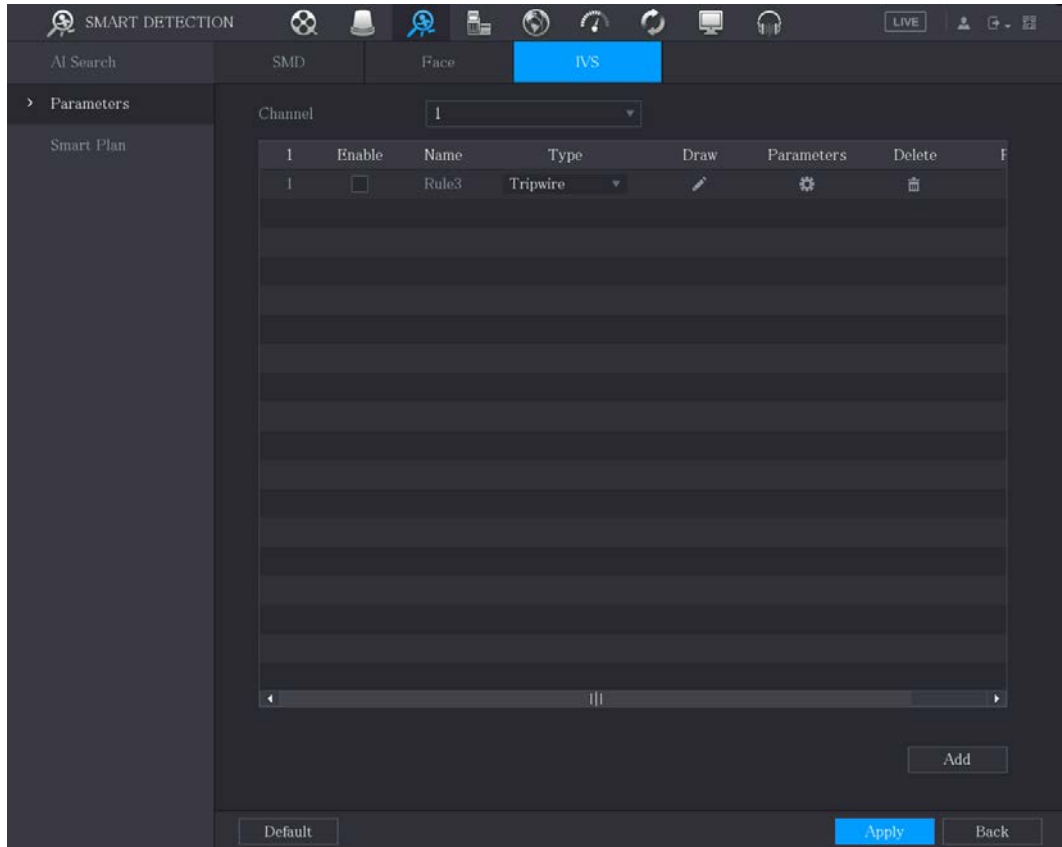 SMART DETECTION LIVE
AI Search SMD Face IVS
Parameters
Channel 1
Smart Plan
1 Enable Name Type Draw Parameters Delete
1 Rule3 Tripwire
Add
Default Apply Back